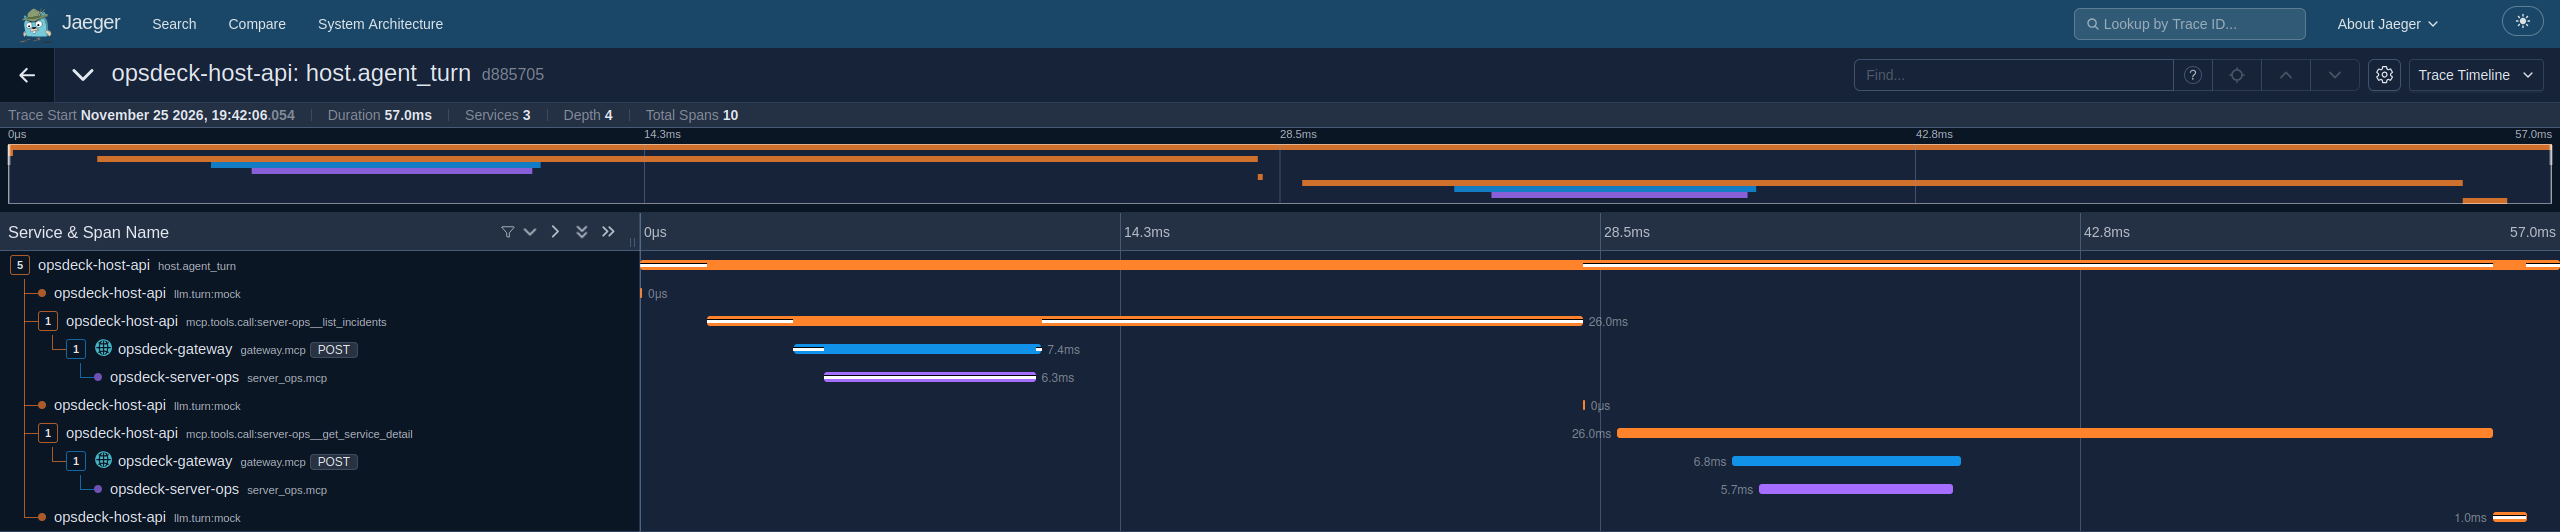 Jaeger Search Compare System Architecture Lookup by Trace ID... About Jaeger
opsdeck-host-api: host.agent_turn d885705 Find... ? Trace Timeline
Trace Start November 25 2026, 19:42:06.054 Duration 57.0ms Services 3 Depth 4 Total Spans 10
0μs 14.3ms 28.5ms 42.8ms 57.0ms
Service & Span Name 0μs 14.3ms 28.5ms 42.8ms 57.0ms
5 opsdeck-host-api host.agent_turn
opsdeck-host-api llm.turn:mock 0μs
1 opsdeck-host-api mcp.tools.call:server-ops__list_incidents 26.0ms
1 opsdeck-gateway gateway.mcp POST 7.4ms
opsdeck-server-ops server_ops.mcp 6.3ms
opsdeck-host-api llm.turn:mock 0μs
1 opsdeck-host-api mcp.tools.call:server-ops__get_service_detail 26.0ms
1 opsdeck-gateway gateway.mcp POST 6.8ms
opsdeck-server-ops server_ops.mcp 5.7ms
opsdeck-host-api llm.turn:mock 1.0ms